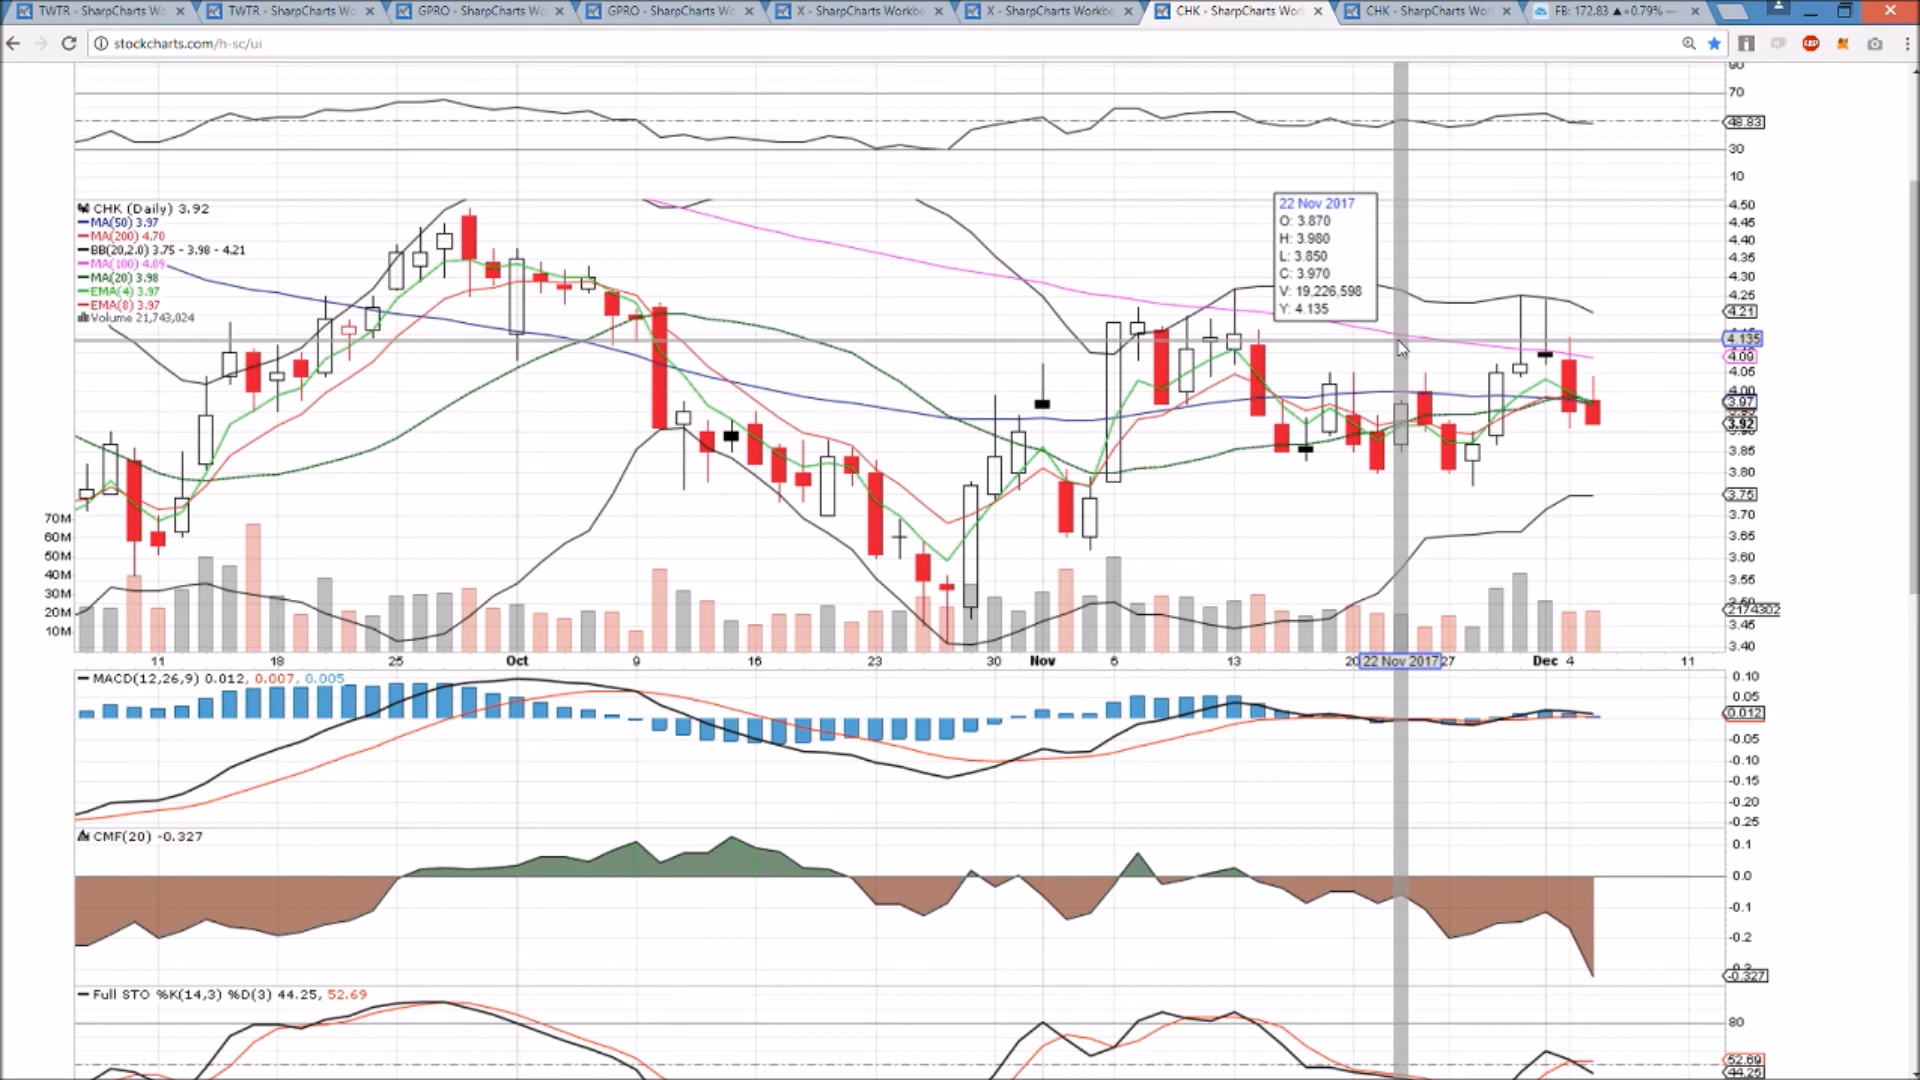 TWTR - SharpCharts Wo
TWTR - SharpCharts Wo
GPRO - SharpCharts Wo
GPRO - SharpCharts Wo
X - SharpCharts Workbe
X - SharpCharts Workbe
CHK - SharpCharts Wor
CHK - SharpCharts Wor
FB: 172.83 ▲+0.79% —
stockcharts.com/h-sc/ui
ABP
90
70
48.83
30
10
CHK (Daily) 3.92
MA(50) 3.97
MA(200) 4.70
BB(20,2.0) 3.75 - 3.98 - 4.21
MA(100) 4.09
MA(20) 3.98
EMA(4) 3.97
EMA(8) 3.97
Volume 21,743,024
22 Nov 2017
O: 3.870
H: 3.980
L: 3.850
C: 3.970
V: 19,226,598
Y: 4.135
4.50
4.45
4.40
4.35
4.30
4.25
4.21
4.135
4.09
4.05
4.00
3.97
3.92
3.85
3.80
3.75
3.70
3.65
3.60
3.55
3.45
3.40
2174302
70M
60M
50M
40M
30M
20M
10M
11 18 25 Oct 9 16 23 30 Nov 6 13 20 22 Nov 2017 27 Dec 4 11
MACD(12,26,9) 0.012, 0.007, 0.005
0.10
0.05
0.012
-0.05
-0.10
-0.15
-0.20
-0.25
CMF(20) -0.327
0.1
0.0
-0.1
-0.2
-0.327
Full STO %K(14,3) %D(3) 44.25, 52.69
80
52.69
44.25